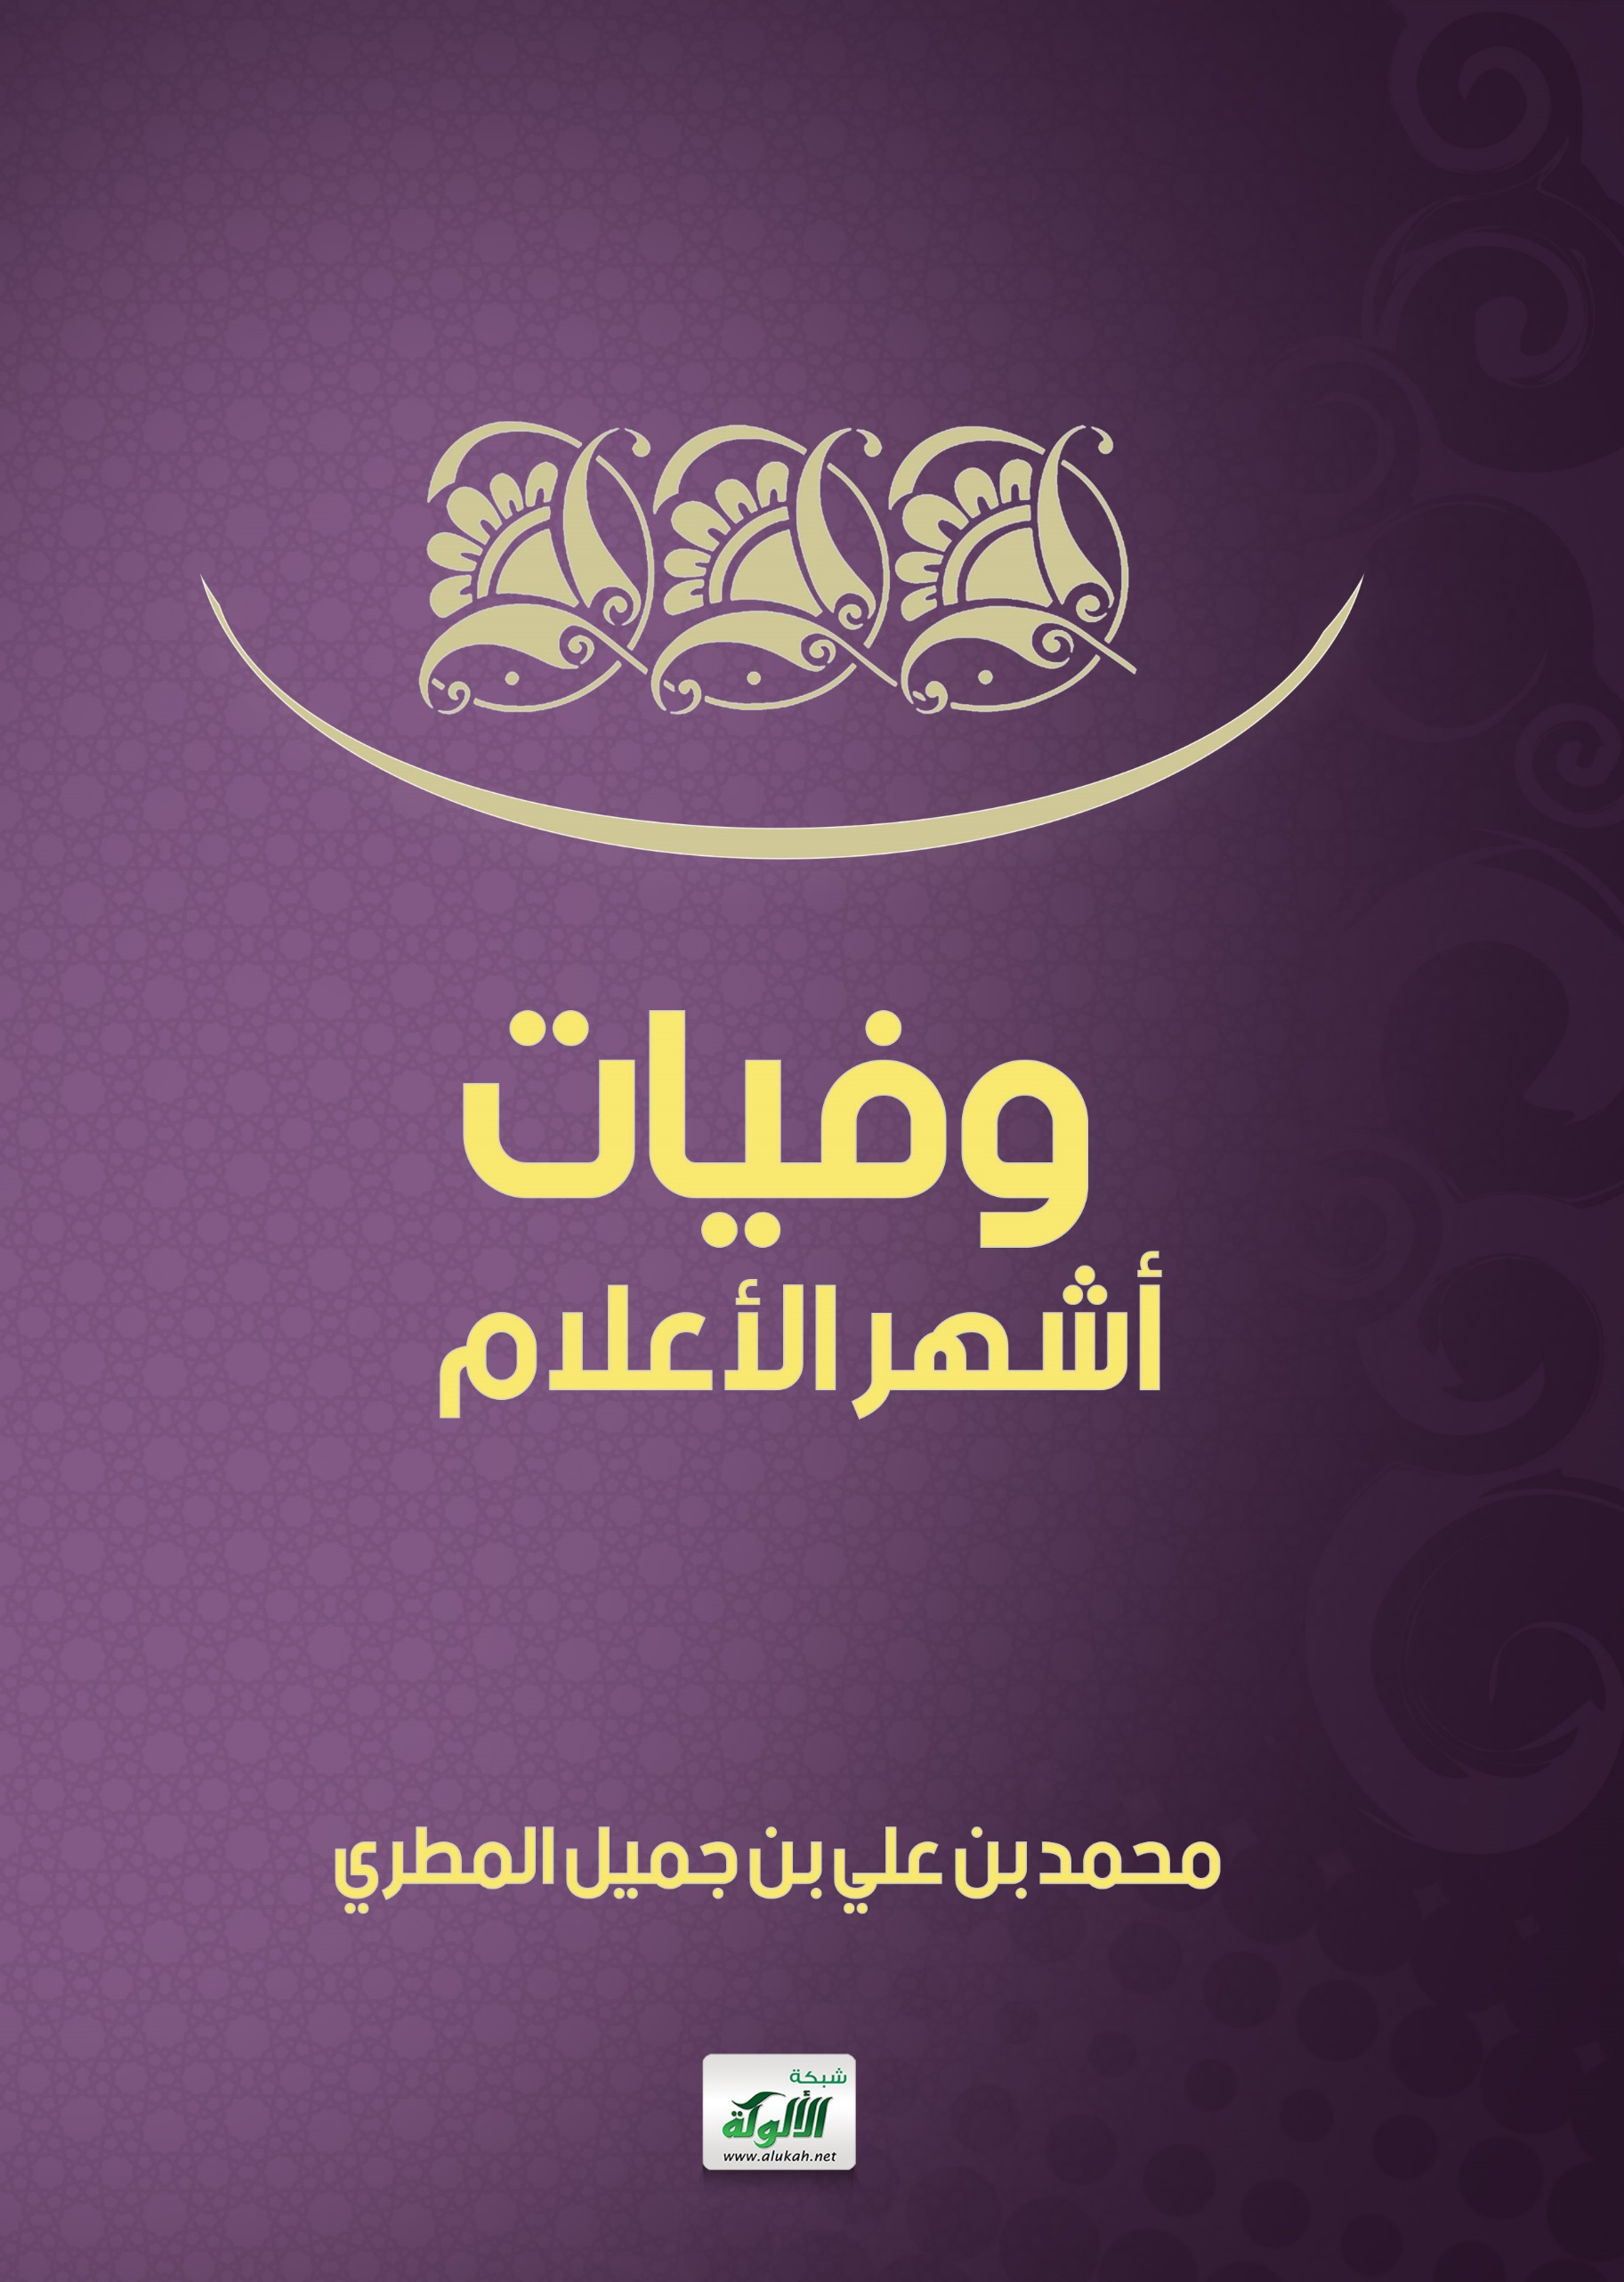 وفيات
أشهر الأعلام
محمد بن علي بن جميل المطري
شبكة
الألوكة
www.alukah.net